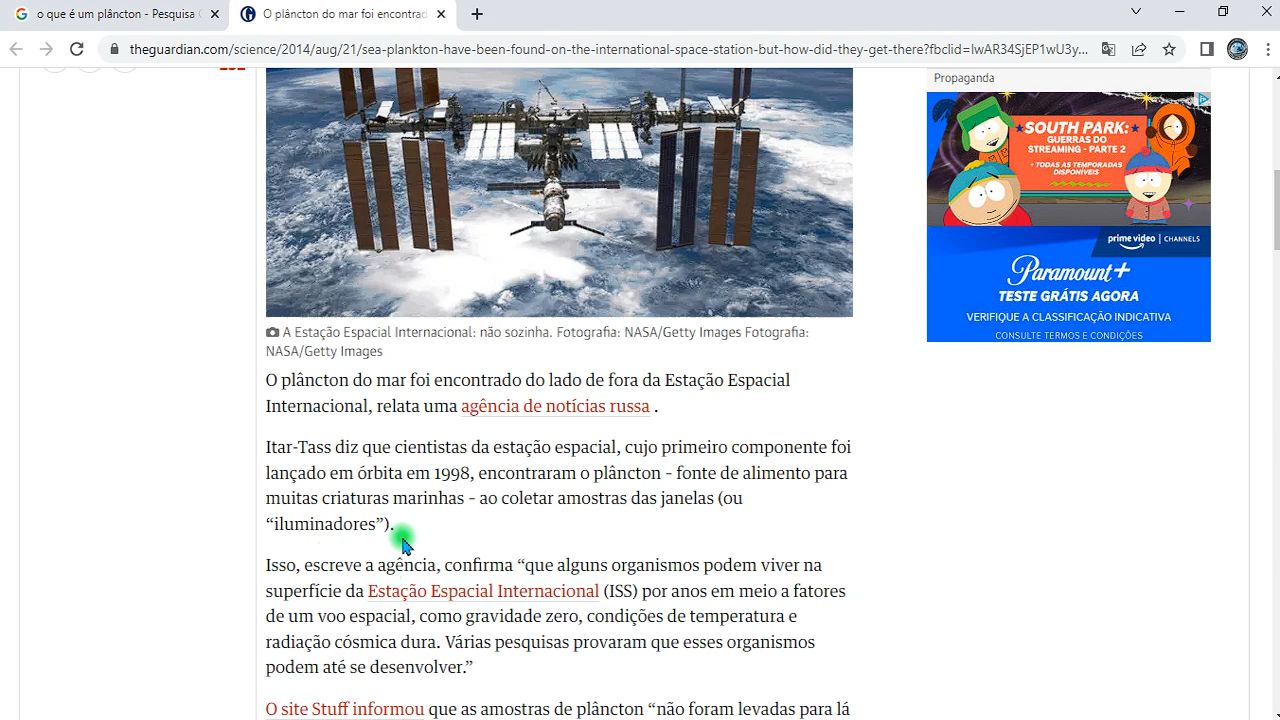 o que é um plâncton - Pesquisa
O plâncton do mar foi encontrad
theguardian.com/science/2014/aug/21/sea-plankton-have-been-found-on-the-international-space-station-but-how-did-they-get-there?fbclid=IwAR34SjEP1wU3y...
Propaganda
SOUTH PARK:
GUERRAS DO
STREAMING - PARTE 2
+ TODAS AS TEMPORADAS
DISPONÍVEIS
prime video | CHANNELS
Paramount+
TESTE GRÁTIS AGORA
VERIFIQUE A CLASSIFICAÇÃO INDICATIVA
CONSULTE TERMOS E CONDIÇÕES
A Estação Espacial Internacional: não sozinha. Fotografia: NASA/Getty Images Fotografia:
NASA/Getty Images
O plâncton do mar foi encontrado do lado de fora da Estação Espacial
Internacional, relata uma agência de notícias russa .
Itar-Tass diz que cientistas da estação espacial, cujo primeiro componente foi
lançado em órbita em 1998, encontraram o plâncton - fonte de alimento para
muitas criaturas marinhas - ao coletar amostras das janelas (ou
“iluminadores”).
Isso, escreve a agência, confirma “que alguns organismos podem viver na
superfície da Estação Espacial Internacional (ISS) por anos em meio a fatores
de um voo espacial, como gravidade zero, condições de temperatura e
radiação cósmica dura. Várias pesquisas provaram que esses organismos
podem até se desenvolver.”
O site Stuff informou que as amostras de plâncton “não foram levadas para lá